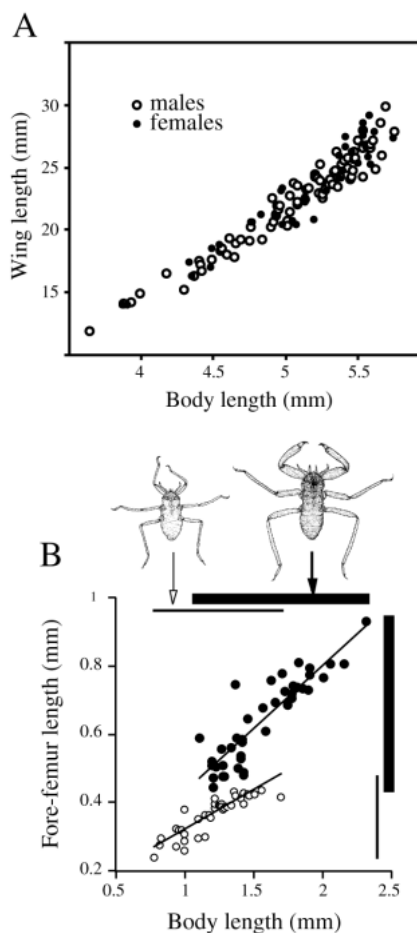 A
Wing length (mm)
30
25
20
15
males
females
4
4.5
5
5.5
Body length (mm)
B
Fore-femur length (mm)
1
0.8
0.6
0.4
0.2
0.5
1
1.5
2
2.5
Body length (mm)